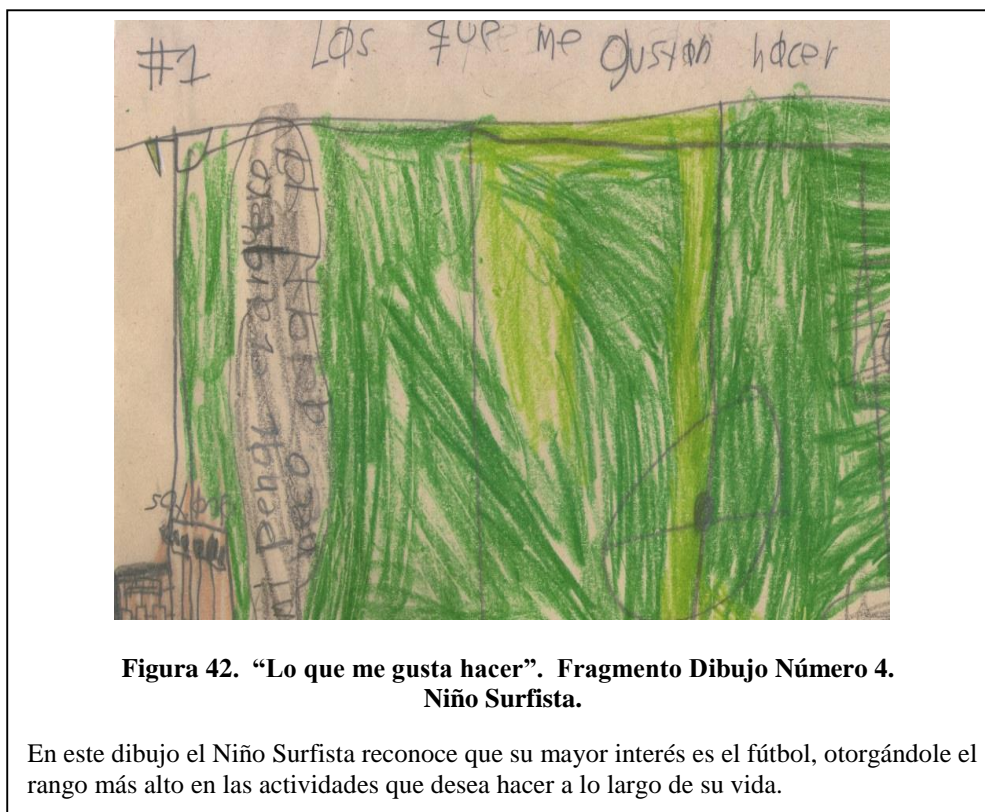 #1
Los que me gustan hacer
Figura 42. “Lo que me gusta hacer”. Fragmento Dibujo Número 4.
Niño Surfista.
En este dibujo el Niño Surfista reconoce que su mayor interés es el fútbol, otorgándole el
rango más alto en las actividades que desea hacer a lo largo de su vida.